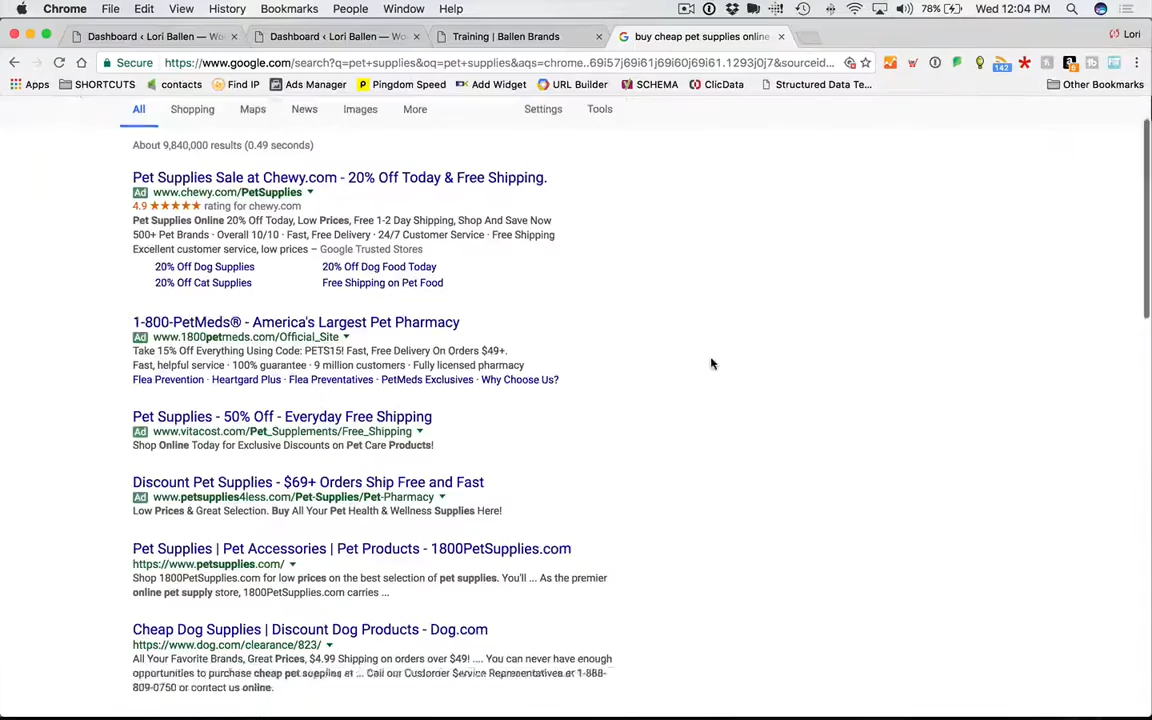 Chrome File Edit View History Bookmarks People Window Help 78% Wed 12:04 PM
Dashboard ‹ Lori Ballen — Wo Dashboard ‹ Lori Ballen — Wo Training | Ballen Brands buy cheap pet supplies online Lori
Secure https://www.google.com/search?q=pet+supplies&oq=pet+supplies&aqs=chrome..69i57j69i61j69i60j69i61.1293j0j7&sourceid...
Apps SHORTCUTS contacts Find IP Ads Manager Pingdom Speed Add Widget URL Builder SCHEMA ClicData Structured Data Te... Other Bookmarks
All Shopping Maps News Images More Settings Tools
About 9,840,000 results (0.49 seconds)
Pet Supplies Sale at Chewy.com - 20% Off Today & Free Shipping.
Ad www.chewy.com/PetSupplies
4.9 ★★★★★ rating for chewy.com
Pet Supplies Online 20% Off Today, Low Prices, Free 1-2 Day Shipping, Shop And Save Now
500+ Pet Brands · Overall 10/10 · Fast, Free Delivery · 24/7 Customer Service · Free Shipping
Excellent customer service, low prices – Google Trusted Stores
20% Off Dog Supplies 20% Off Dog Food Today
20% Off Cat Supplies Free Shipping on Pet Food
1-800-PetMeds® - America's Largest Pet Pharmacy
Ad www.1800petmeds.com/Official_Site
Take 15% Off Everything Using Code: PETS15! Fast, Free Delivery On Orders $49+.
Fast, helpful service · 100% guarantee · 9 million customers · Fully licensed pharmacy
Flea Prevention · Heartgard Plus · Flea Preventatives · PetMeds Exclusives · Why Choose Us?
Pet Supplies - 50% Off - Everyday Free Shipping
Ad www.vitacost.com/Pet_Supplements/Free_Shipping
Shop Online Today for Exclusive Discounts on Pet Care Products!
Discount Pet Supplies - $69+ Orders Ship Free and Fast
Ad www.petsupplies4less.com/Pet-Supplies/Pet-Pharmacy
Low Prices & Great Selection. Buy All Your Pet Health & Wellness Supplies Here!
Pet Supplies | Pet Accessories | Pet Products - 1800PetSupplies.com
https://www.petsupplies.com/
Shop 1800PetSupplies.com for low prices on the best selection of pet supplies. You'll ... As the premier
online pet supply store, 1800PetSupplies.com carries ...
Cheap Dog Supplies | Discount Dog Products - Dog.com
https://www.dog.com/clearance/823/
All Your Favorite Brands, Great Prices, $4.99 Shipping on orders over $49! .... You can never have enough
opportunities to purchase cheap pet supplies at ... Call our Customer Service Representatives at 1-888-
809-0750 or contact us online.